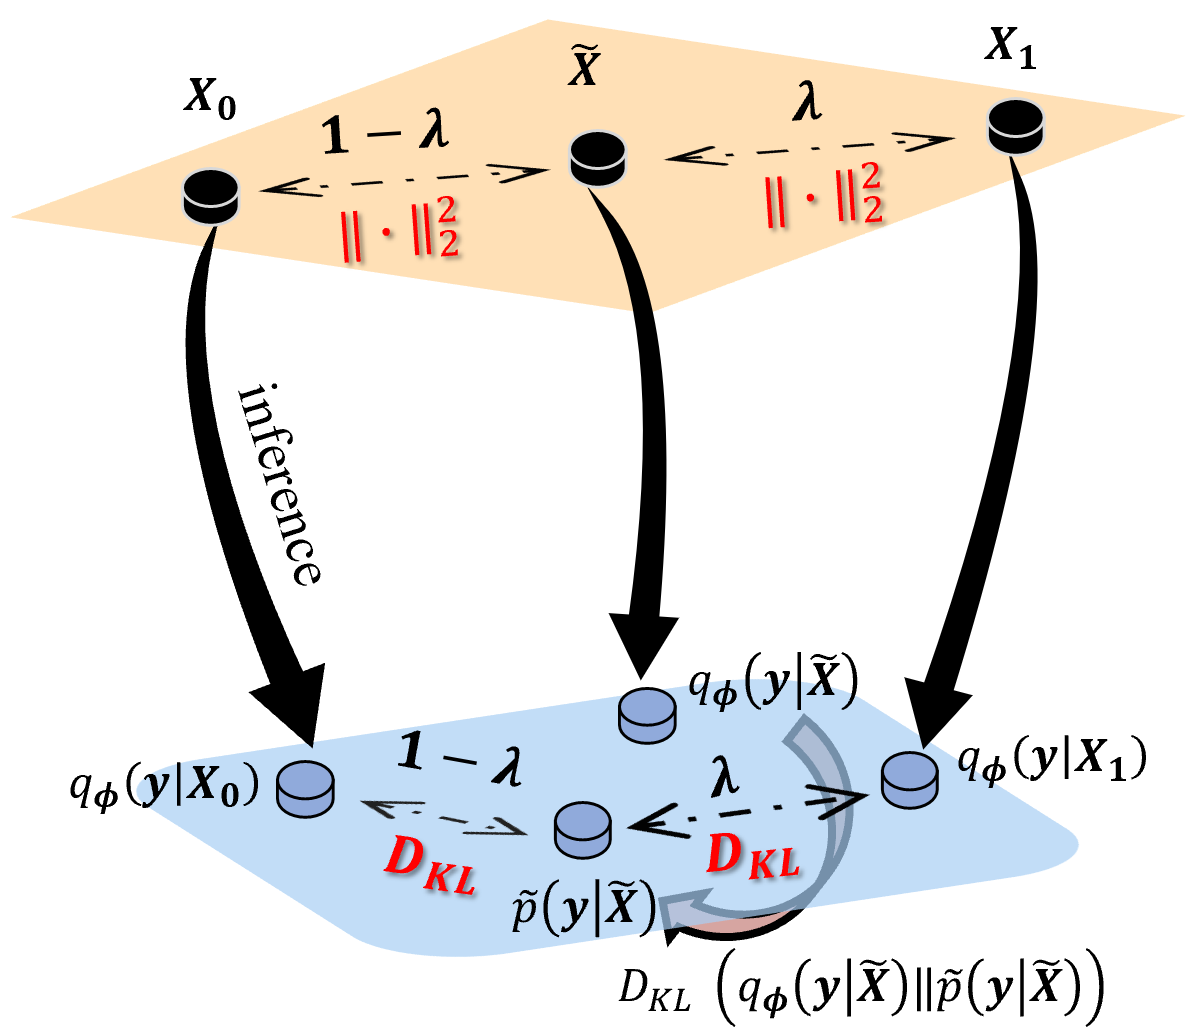 X₀
X̃
X₁
1 − λ
λ
‖·‖₂²
‖·‖₂²
inference
q_ϕ(y|X̃)
q_ϕ(y|X₀)
q_ϕ(y|X₁)
1 − λ
λ
D_KL
D_KL
p̃(y|X̃)
D_KL (q_ϕ(y|X̃)‖p̃(y|X̃))